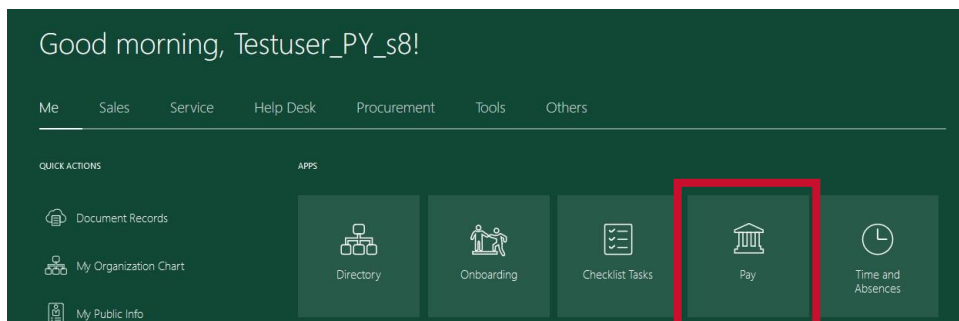 Good morning, Testuser_PY_s8!
Me Sales Service Help Desk Procurement Tools Others
QUICK ACTIONS
APPS
Document Records
My Organization Chart
My Public Info
Directory
Onboarding
Checklist Tasks
Pay
Time and
Absences